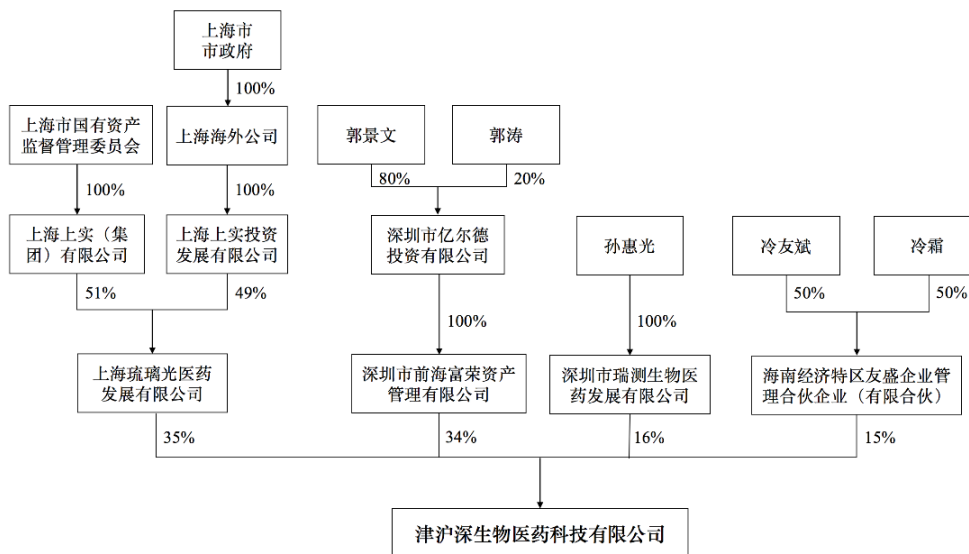 上海市
市政府
100%
上海市国有资产
监督管理委员会
上海海外公司
郭景文
郭涛
80%
20%
100%
100%
上海上实（集
团）有限公司
上海上实投资
发展有限公司
深圳市亿尔德
投资有限公司
孙惠光
冷友斌
冷霜
51%
49%
50%
50%
100%
100%
上海琉璃光医药
发展有限公司
深圳市前海富荣资产
管理有限公司
深圳市瑞测生物医
药发展有限公司
海南经济特区友盛企业管
理合伙企业（有限合伙）
35%
34%
16%
15%
津沪深生物医药科技有限公司